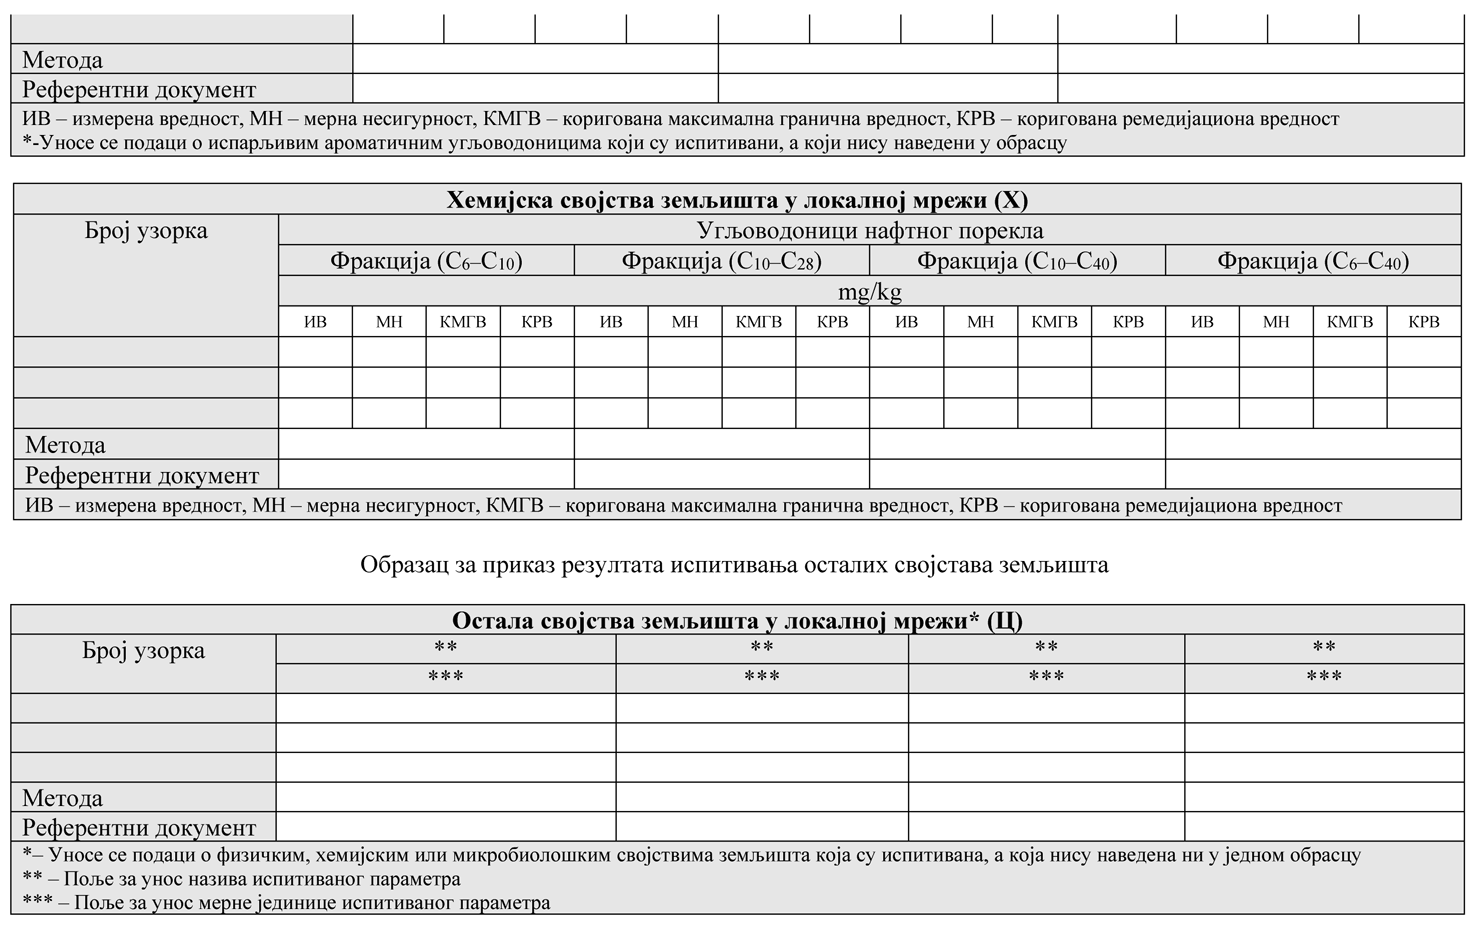 Метода
Референтни документ
ИВ – измерена вредност, МН – мерна несигурност, КМГВ – коригована максимална гранична вредност, КРВ – коригована ремедијациона вредност
*-Уносе се подаци о испарљивим ароматичним угљоводоницима који су испитивани, а који нису наведени у обрасцу
Хемијска својства земљишта у локалној мрежи (Х)
Број узорка Угљоводоници нафтног порекла
Фракција (C6–C10) Фракција (C10–C28) Фракција (C10–C40) Фракција (C6–C40)
mg/kg
ИВ МН КМГВ КРВ ИВ МН КМГВ КРВ ИВ МН КМГВ КРВ ИВ МН КМГВ КРВ
Метода
Референтни документ
ИВ – измерена вредност, МН – мерна несигурност, КМГВ – коригована максимална гранична вредност, КРВ – коригована ремедијациона вредност
Образац за приказ резултата испитивања осталих својстава земљишта
Остала својства земљишта у локалној мрежи* (Ц)
Број узорка ** ** ** **
*** *** *** ***
Метода
Референтни документ
*– Уносе се подаци о физичким, хемијским или микробиолошким својствима земљишта која су испитивана, а која нису наведена ни у једном обрасцу
** – Поље за унос назива испитиваног параметра
*** – Поље за унос мерне јединице испитиваног параметра